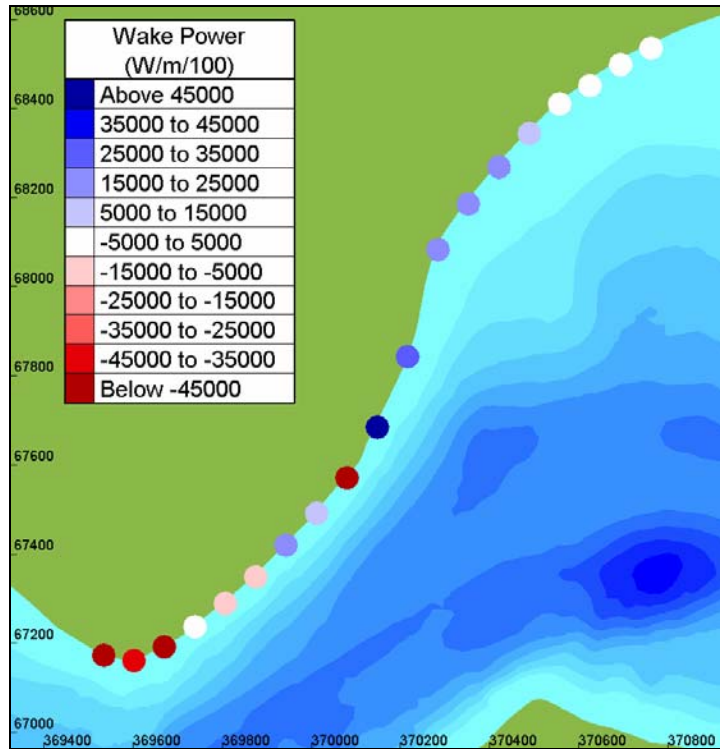 68600
Wake Power
(W/m/100)
Above 45000
35000 to 45000
25000 to 35000
15000 to 25000
5000 to 15000
-5000 to 5000
-15000 to -5000
-25000 to -15000
-35000 to -25000
-45000 to -35000
Below -45000
68400
68200
68000
67800
67600
67400
67200
67000
369400 369600 369800 370000 370200 370400 370600 370800